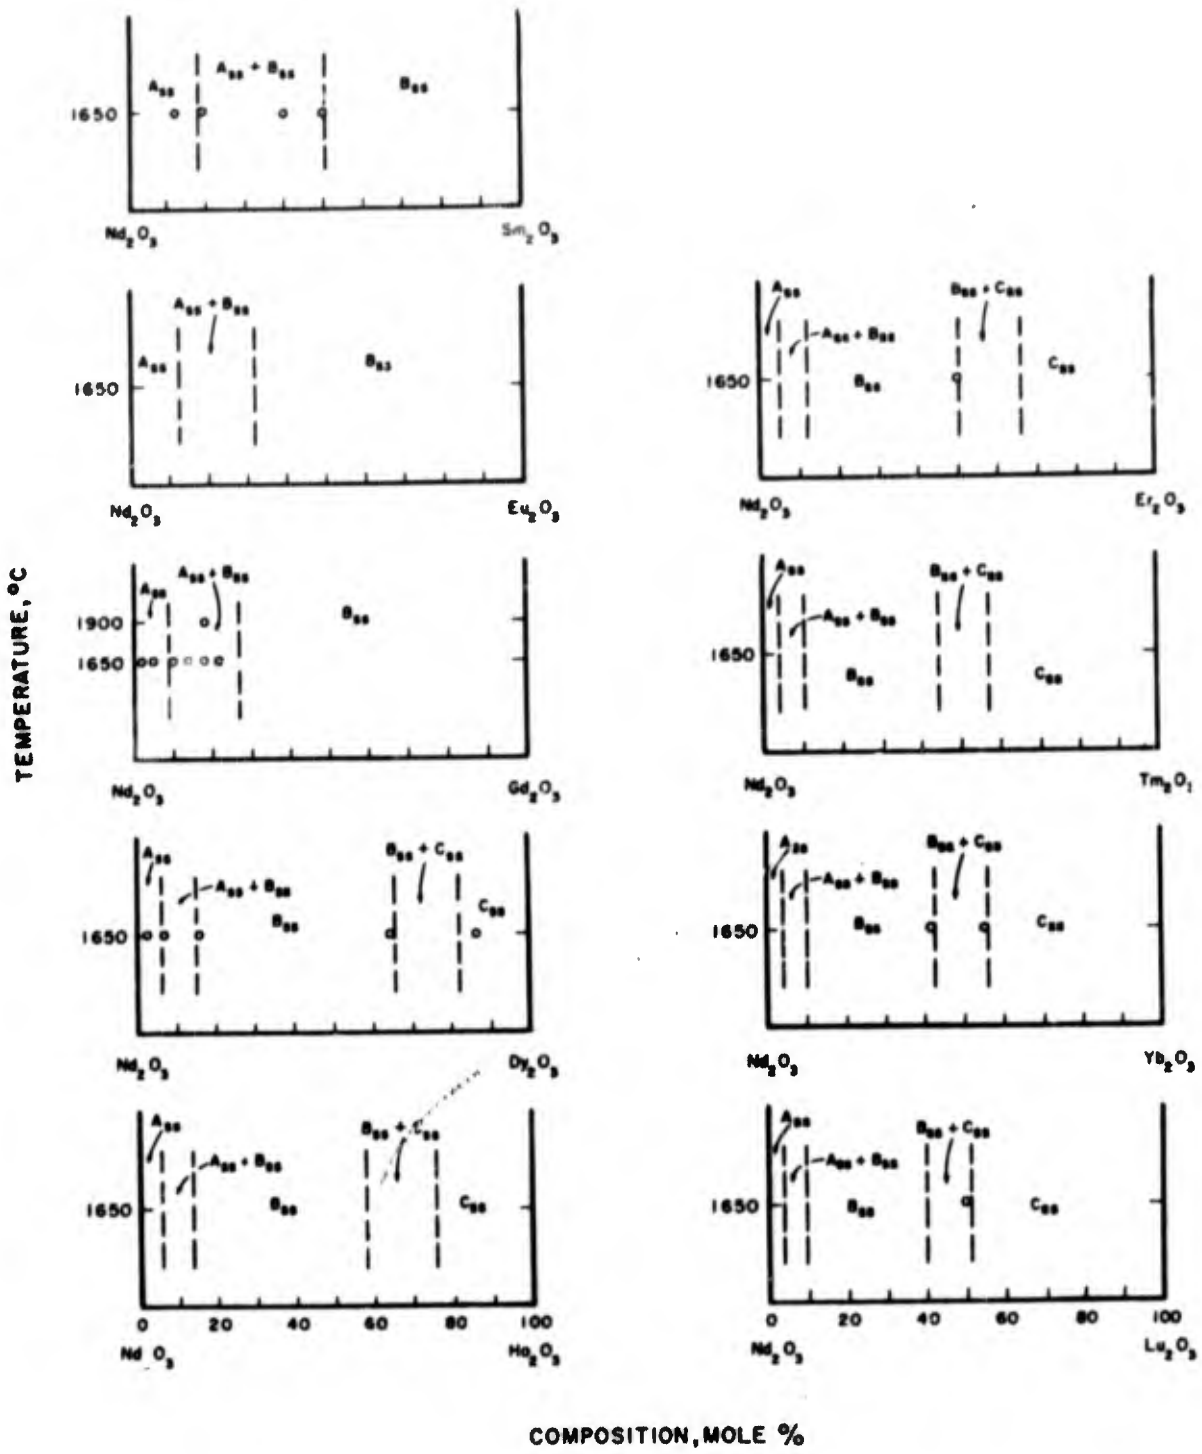 TEMPERATURE, °C
Ass
Ass + Bss
Bss
1650
Nd2O3
Sm2O3
Ass + Bss
Ass
Bss
1650
Nd2O3
Eu2O3
Ass
Ass + Bss
Bss
1900
1650
Nd2O3
Gd2O3
Ass
Ass + Bss
Bss
Bss + Css
Css
1650
Nd2O3
Dy2O3
Ass
Ass + Bss
Bss
Bss + Css
Css
1650
0 20 40 60 80 100
Nd O3
Ho2O3
Ass
Ass + Bss
Bss
Bss + Css
Css
1650
Nd2O3
Er2O3
Ass
Ass + Bss
Bss
Bss + Css
Css
1650
Nd2O3
Tm2O3
Ass
Ass + Bss
Bss
Bss + Css
Css
1650
Nd2O3
Yb2O3
Ass
Ass + Bss
Bss
Bss + Css
Css
1650
0 20 40 60 80 100
Nd2O3
Lu2O3
COMPOSITION, MOLE %